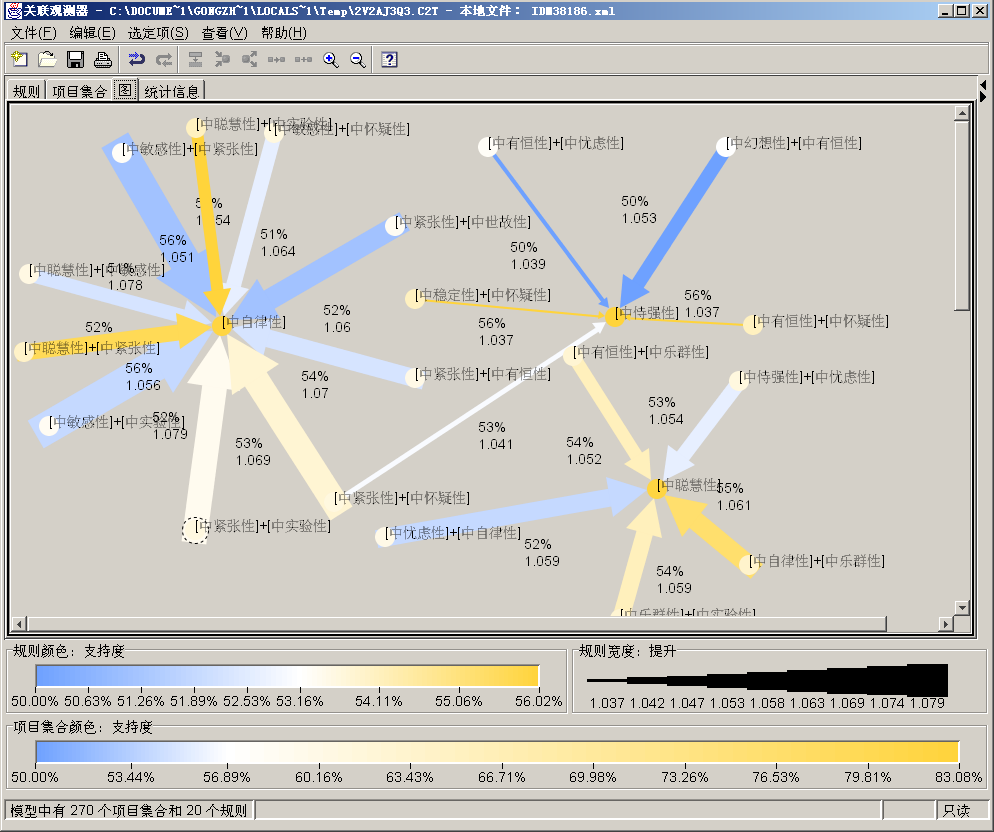 关联观测器 - C:\DOCUME~1\GONGZH~1\LOCALS~1\Temp\2V2AJ3Q3.C2T - 本地文件: IDM38186.xml
文件(F) 编辑(E) 选定项(S) 查看(V) 帮助(H)
规则 项目集合 图 统计信息
[中聪慧性]+[中实验性]
[中敏感性]+[中怀疑性]
[中敏感性]+[中紧张性]
[中有恒性]+[中忧虑性]
[中幻想性]+[中有恒性]
50%
1.053
[中紧张性]+[中世故性]
51%
1.064
56%
1.051
50%
1.039
[中聪慧性]+[中敏感性]
1.078
[中稳定性]+[中怀疑性]
56%
1.037
52%
1.06
[中自律性]
[中恃强性]
[中有恒性]+[中怀疑性]
52%
56%
1.037
[中聪慧性]+[中紧张性]
[中有恒性]+[中乐群性]
56%
1.056
54%
1.07
[中紧张性]+[中有恒性]
[中恃强性]+[中忧虑性]
53%
1.054
[中敏感性]+[中实验性]
52%
1.079
53%
1.069
53%
1.041
54%
1.052
[中聪慧性]
55%
1.061
[中紧张性]+[中怀疑性]
[中紧张性]+[中实验性]
[中忧虑性]+[中自律性]
52%
1.059
[中自律性]+[中乐群性]
54%
1.059
[中乐群性]+[中实验性]
规则颜色: 支持度
50.00% 50.63% 51.26% 51.89% 52.53% 53.16% 54.11% 55.06% 56.02%
规则宽度: 提升
1.037 1.042 1.047 1.053 1.058 1.063 1.069 1.074 1.079
项目集合颜色: 支持度
50.00% 53.44% 56.89% 60.16% 63.43% 66.71% 69.98% 73.26% 76.53% 79.81% 83.08%
模型中有 270 个项目集合和 20 个规则
只读